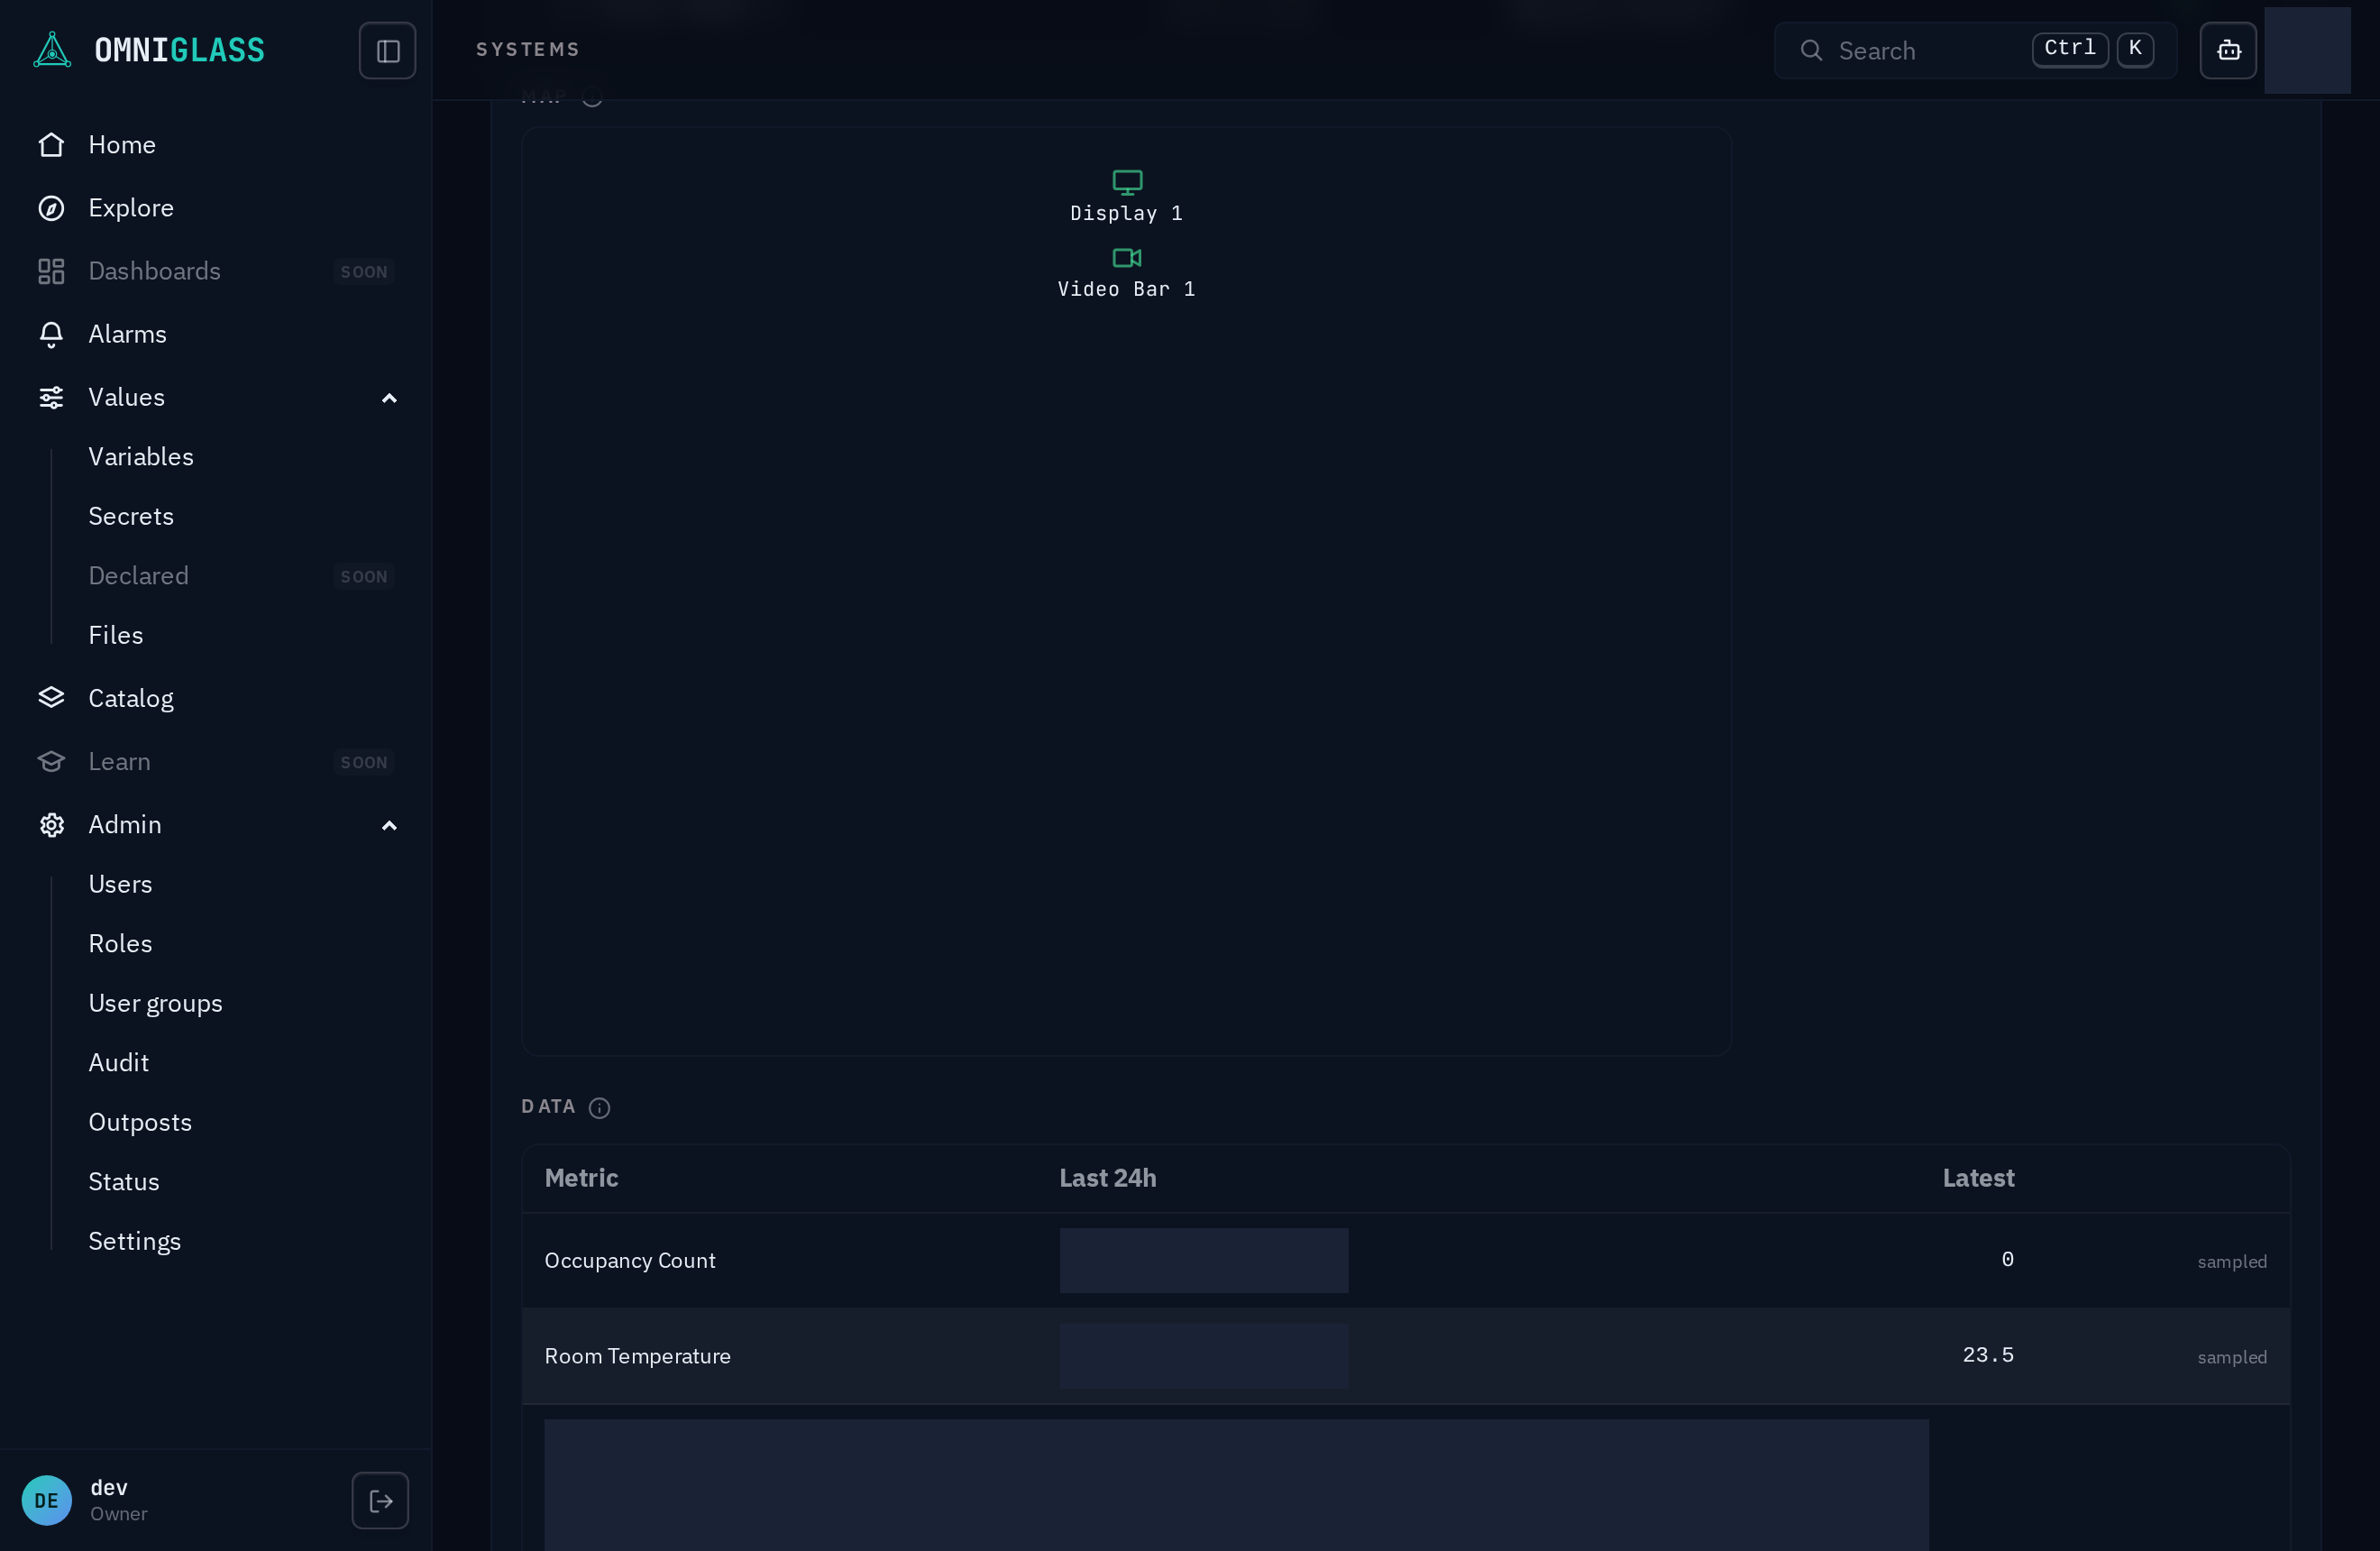 OMNIGLASS
SYSTEMS
Search
Ctrl K
Home
Explore
Dashboards SOON
Alarms
Values
Variables
Secrets
Declared SOON
Files
Catalog
Learn SOON
Admin
Users
Roles
User groups
Audit
Outposts
Status
Settings
DE
dev
Owner
MAP
Display 1
Video Bar 1
DATA
Metric Last 24h Latest
Occupancy Count 0 sampled
Room Temperature 23.5 sampled